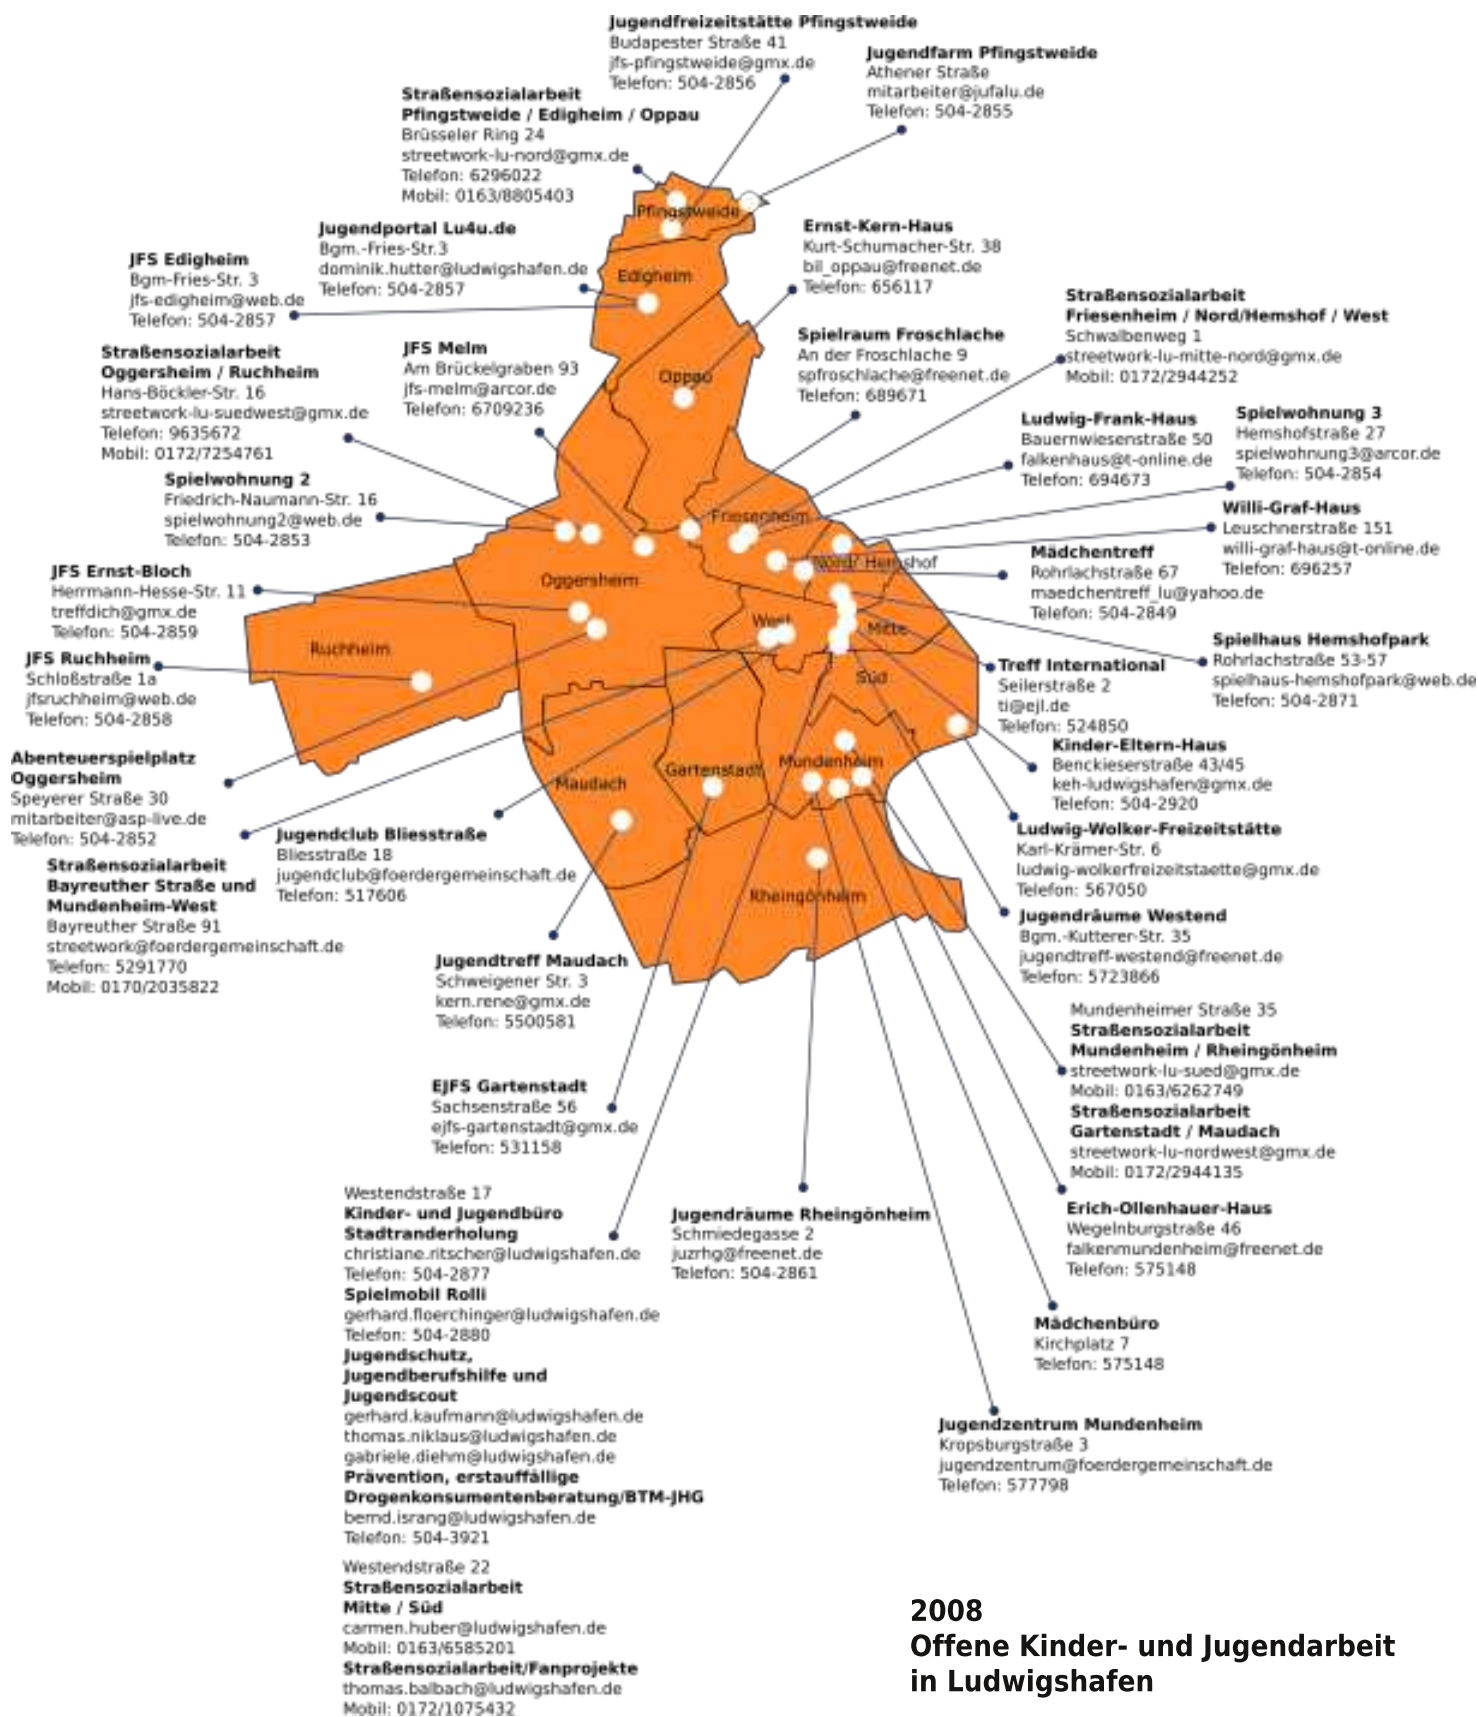 Jugendfreizeitstätte Pfingstweide
Budapester Straße 41
jfs-pfingstweide@gmx.de
Telefon: 504-2856
Jugendfarm Pfingstweide
Athener Straße
mitarbeiter@jufalu.de
Telefon: 504-2855
Straßensozialarbeit
Pfingstweide / Edigheim / Oppau
Brüsseler Ring 24
streetwork-lu-nord@gmx.de
Telefon: 6296022
Mobil: 0163/8805403
Jugendportal Lu4u.de
Bgm.-Fries-Str.3
dominik.hutter@ludwigshafen.de
Telefon: 504-2857
JFS Edigheim
Bgm-Fries-Str. 3
jfs-edigheim@web.de
Telefon: 504-2857
Ernst-Kern-Haus
Kurt-Schumacher-Str. 38
bil_oppau@freenet.de
Telefon: 656117
Straßensozialarbeit
Friesenheim / Nord/Hemshof / West
Schwalbenweg 1
streetwork-lu-mitte-nord@gmx.de
Mobil: 0172/2944252
Spielraum Froschlache
An der Froschlache 9
spfroschlache@freenet.de
Telefon: 689671
JFS Melm
Am Brückelgraben 93
jfs-melm@arcor.de
Telefon: 6709236
Straßensozialarbeit
Oggersheim / Ruchheim
Hans-Böckler-Str. 16
streetwork-lu-suedwest@gmx.de
Telefon: 9635672
Mobil: 0172/7254761
Ludwig-Frank-Haus
Bauernwiesenstraße 50
falkenhaus@t-online.de
Telefon: 694673
Spielwohnung 3
Hemshofstraße 27
spielwohnung3@arcor.de
Telefon: 504-2854
Spielwohnung 2
Friedrich-Naumann-Str. 16
spielwohnung2@web.de
Telefon: 504-2853
Willi-Graf-Haus
Leuschnerstraße 151
willi-graf-haus@t-online.de
Telefon: 696257
Mädchentreff
Rohrlachstraße 67
maedchentreff_lu@yahoo.de
Telefon: 504-2849
JFS Ernst-Bloch
Herrmann-Hesse-Str. 11
treffdich@gmx.de
Telefon: 504-2859
JFS Ruchheim
Schloßstraße 1a
jfsruchheim@web.de
Telefon: 504-2858
Spielhaus Hemshofpark
Rohrlachstraße 53-57
spielhaus-hemshofpark@web.de
Telefon: 504-2871
Treff International
Seilerstraße 2
ti@ejl.de
Telefon: 524850
Kinder-Eltern-Haus
Benckieserstraße 43/45
keh-ludwigshafen@gmx.de
Telefon: 504-2920
Abenteuerspielplatz
Oggersheim
Speyerer Straße 30
mitarbeiter@asp-live.de
Telefon: 504-2852
Pfingstweide
Edigheim
Oppau
Friesenheim
Nord/ Hemshof
Oggersheim
West
Mitte
Ruchheim
Süd
Mundenheim
Gartenstadt
Maudach
Rheingönheim
Jugendclub Bliesstraße
Bliesstraße 18
jugendclub@foerdergemeinschaft.de
Telefon: 517606
Ludwig-Wolker-Freizeitstätte
Karl-Krämer-Str. 6
ludwig-wolkerfreizeitstaette@gmx.de
Telefon: 567050
Straßensozialarbeit
Bayreuther Straße und
Mundenheim-West
Bayreuther Straße 91
streetwork@foerdergemeinschaft.de
Telefon: 5291770
Mobil: 0170/2035822
Jugendräume Westend
Bgm.-Kutterer-Str. 35
jugendtreff-westend@freenet.de
Telefon: 5723866
Jugendtreff Maudach
Schweigener Str. 3
kern.rene@gmx.de
Telefon: 5500581
Mundenheimer Straße 35
Straßensozialarbeit
Mundenheim / Rheingönheim
streetwork-lu-sued@gmx.de
Mobil: 0163/6262749
Straßensozialarbeit
Gartenstadt / Maudach
streetwork-lu-nordwest@gmx.de
Mobil: 0172/2944135
EJFS Gartenstadt
Sachsenstraße 56
ejfs-gartenstadt@gmx.de
Telefon: 531158
Erich-Ollenhauer-Haus
Wegelnburgstraße 46
falkenmundenheim@freenet.de
Telefon: 575148
Westendstraße 17
Kinder- und Jugendbüro
Stadtranderholung
christiane.ritscher@ludwigshafen.de
Telefon: 504-2877
Spielmobil Rolli
gerhard.floerchinger@ludwigshafen.de
Telefon: 504-2880
Jugendschutz,
Jugendberufshilfe und
Jugendscout
gerhard.kaufmann@ludwigshafen.de
thomas.niklaus@ludwigshafen.de
gabriele.diehm@ludwigshafen.de
Prävention, erstauffällige
Drogenkonsumentenberatung/BTM-JHG
bernd.israng@ludwigshafen.de
Telefon: 504-3921
Jugendräume Rheingönheim
Schmiedegasse 2
juzrhg@freenet.de
Telefon: 504-2861
Mädchenbüro
Kirchplatz 7
Telefon: 575148
Jugendzentrum Mundenheim
Kropsburgstraße 3
jugendzentrum@foerdergemeinschaft.de
Telefon: 577798
Westendstraße 22
Straßensozialarbeit
Mitte / Süd
carmen.huber@ludwigshafen.de
Mobil: 0163/6585201
Straßensozialarbeit/Fanprojekte
thomas.balbach@ludwigshafen.de
Mobil: 0172/1075432
2008
Offene Kinder- und Jugendarbeit
in Ludwigshafen